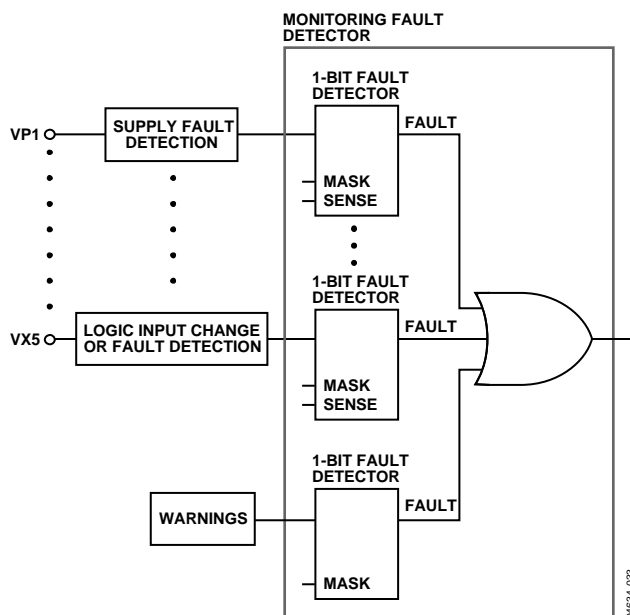 MONITORING FAULT
DETECTOR
1-BIT FAULT
DETECTOR
VP1
SUPPLY FAULT
DETECTION
FAULT
MASK
SENSE
1-BIT FAULT
DETECTOR
VX5
LOGIC INPUT CHANGE
OR FAULT DETECTION
FAULT
MASK
SENSE
1-BIT FAULT
DETECTOR
WARNINGS
FAULT
MASK